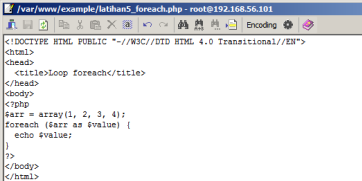 /var/www/example/latihan5_foreach.php - root@192.168.56.101
Encoding
<!DOCTYPE HTML PUBLIC "-//W3C//DTD HTML 4.0 Transitional//EN">
<html>
<head>
  <title>Loop foreach</title>
</head>
<body>
<?php
$arr = array(1, 2, 3, 4);
foreach ($arr as $value) {
  echo $value;
}
?>
</body>
</html>